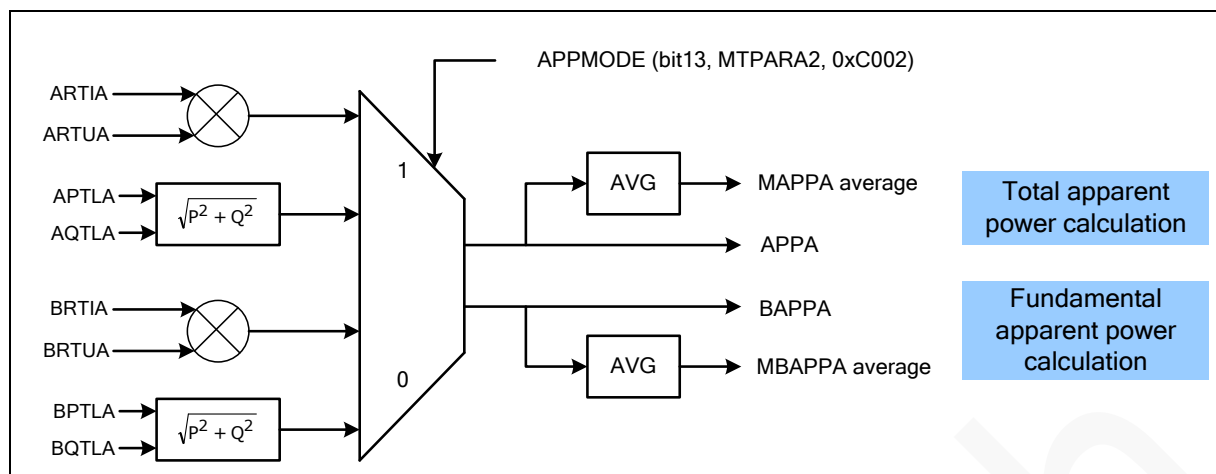 APPMODE (bit13, MTPARA2, 0xC002)
ARTIA
ARTUA
1
AVG
MAPPA average
Total apparent
power calculation
APTLA
AQTLA
√P² + Q²
APPA
BRTIA
BRTUA
BAPPA
Fundamental
apparent power
calculation
0
AVG
MBAPPA average
BPTLA
BQTLA
√P² + Q²